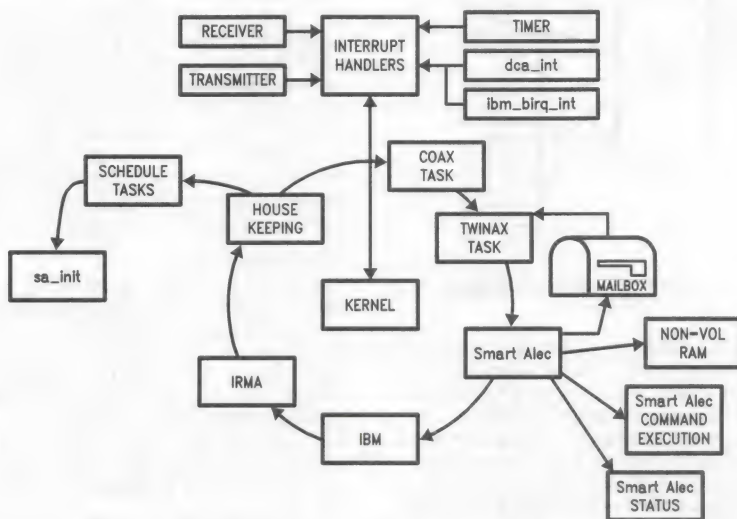 RECEIVER
TRANSMITTER
INTERRUPT
HANDLERS
TIMER
dca_int
ibm_birq_int
SCHEDULE
TASKS
sa_init
HOUSE
KEEPING
COAX
TASK
TWINAX
TASK
MAILBOX
KERNEL
Smart Alec
NON-VOL
RAM
Smart Alec
COMMAND
EXECUTION
Smart Alec
STATUS
IRMA
IBM